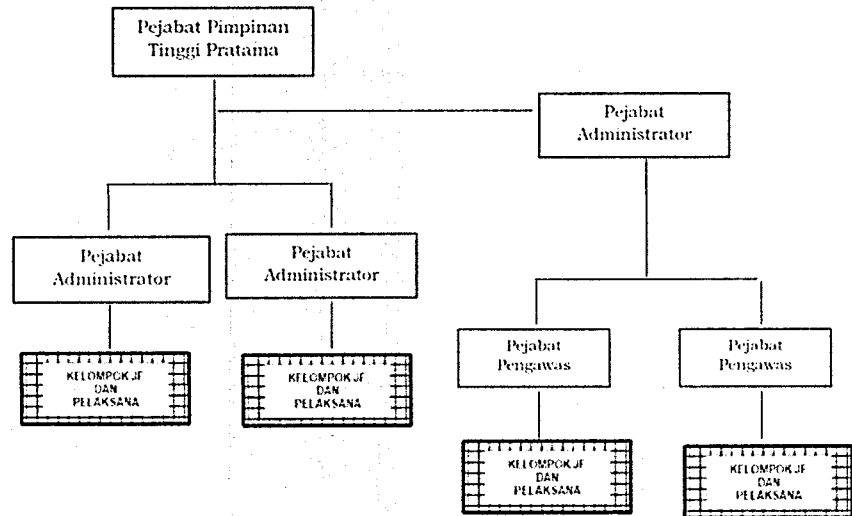 Pejabat Pimpinan
Tinggi Prataina
Pejabat
Administrator
Pejabat
Administrator
Pejabat
Administrator
Pejabat
Pengawas
Pejabat
Pengawas
KELOMPOK JF
DAN
PELAKSANA
KELOMPOK JF
DAN
PELAKSANA
KELOMPOK JF
DAN
PELAKSANA
KELOMPOK JF
DAN
PELAKSANA